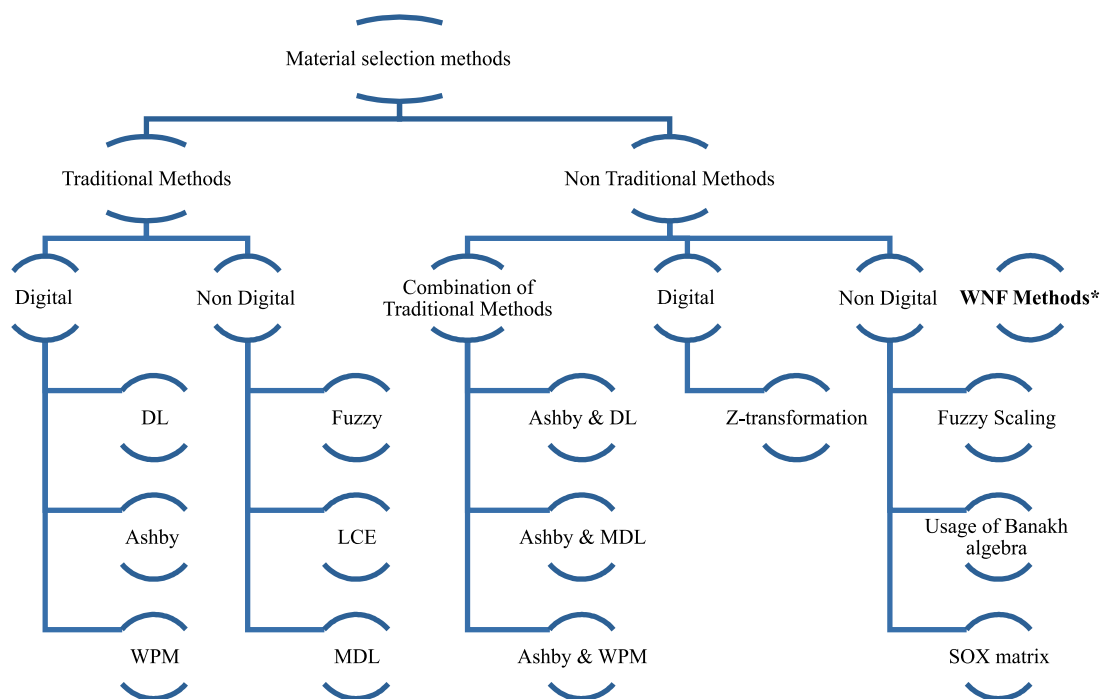 Material selection methods
Traditional Methods
Non Traditional Methods
Digital
Non Digital
Combination of
Traditional Methods
Digital
Non Digital
WNF Methods*
DL
Fuzzy
Ashby & DL
Z-transformation
Fuzzy Scaling
Ashby
LCE
Ashby & MDL
Usage of Banakh
algebra
WPM
MDL
Ashby & WPM
SOX matrix